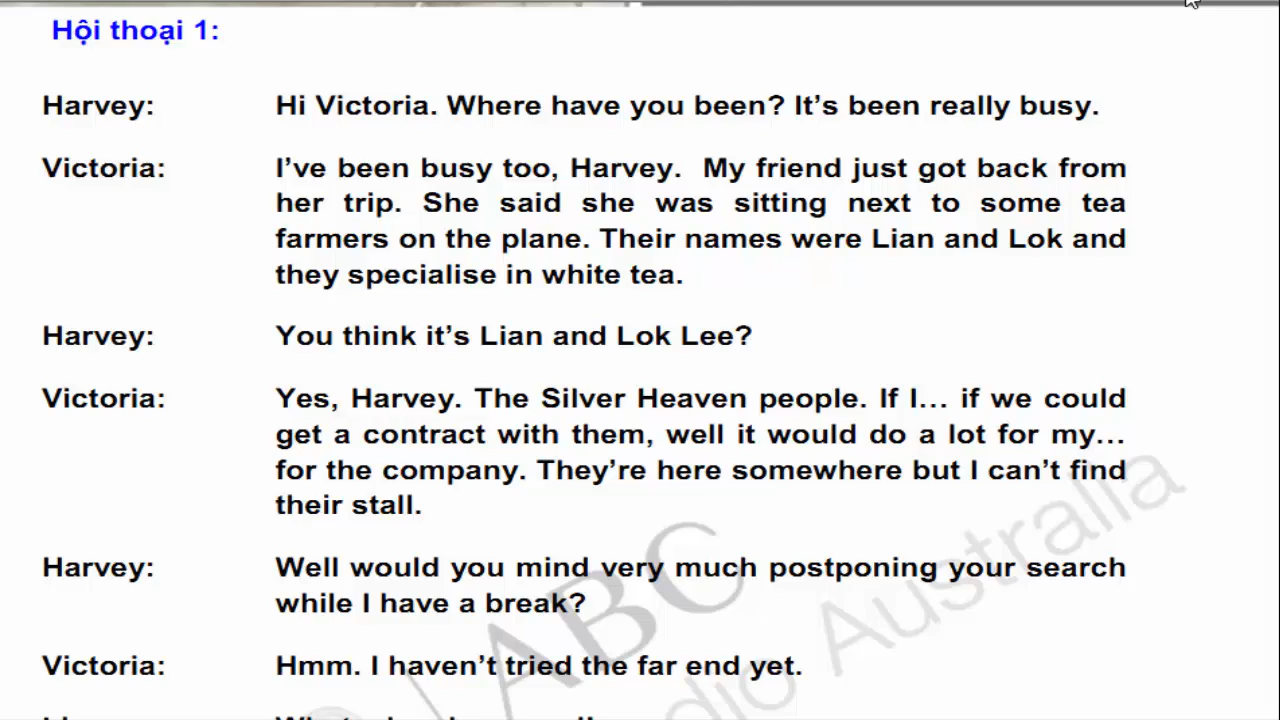 Hội thoại 1:
Harvey: Hi Victoria. Where have you been? It's been really busy.
Victoria: I've been busy too, Harvey.  My friend just got back from
her trip. She said she was sitting next to some tea
farmers on the plane. Their names were Lian and Lok and
they specialise in white tea.
Harvey: You think it's Lian and Lok Lee?
Victoria: Yes, Harvey. The Silver Heaven people. If I… if we could
get a contract with them, well it would do a lot for my…
for the company. They're here somewhere but I can't find
their stall.
Harvey: Well would you mind very much postponing your search
while I have a break?
Victoria: Hmm. I haven't tried the far end yet.
ABC
Australia